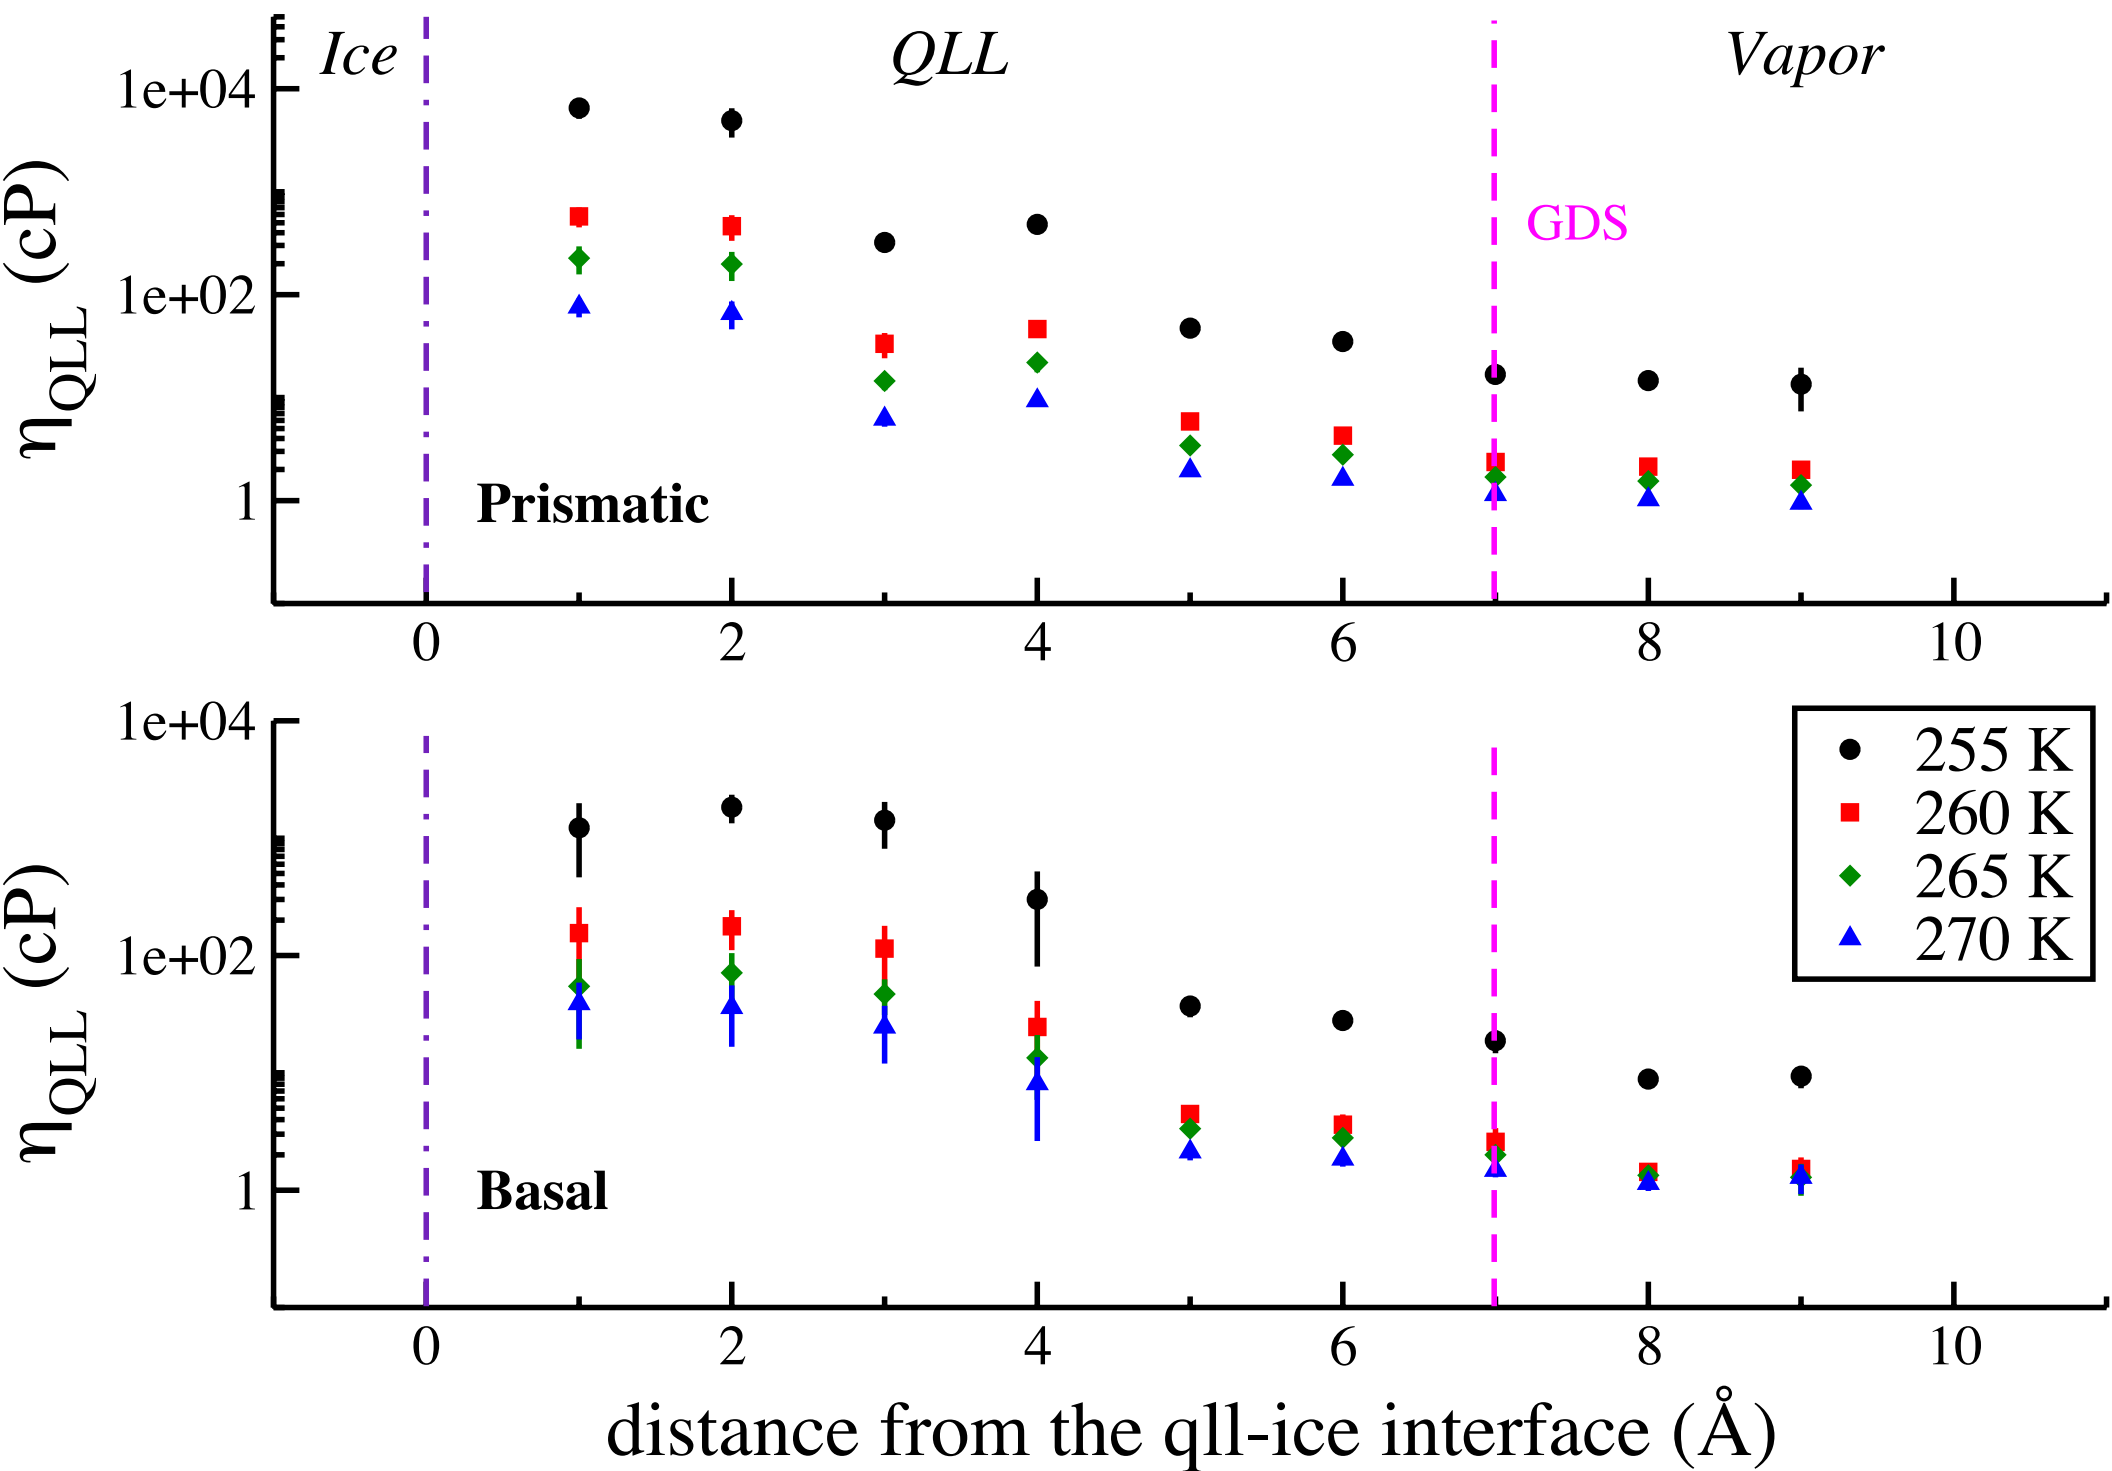 Ice QLL Vapor
1e+04
GDS
1e+02
1
ηQLL (cP)
Prismatic
0 2 4 6 8 10
1e+04
255 K
260 K
265 K
270 K
1e+02
1
ηQLL (cP)
Basal
0 2 4 6 8 10
distance from the qll-ice interface (Å)